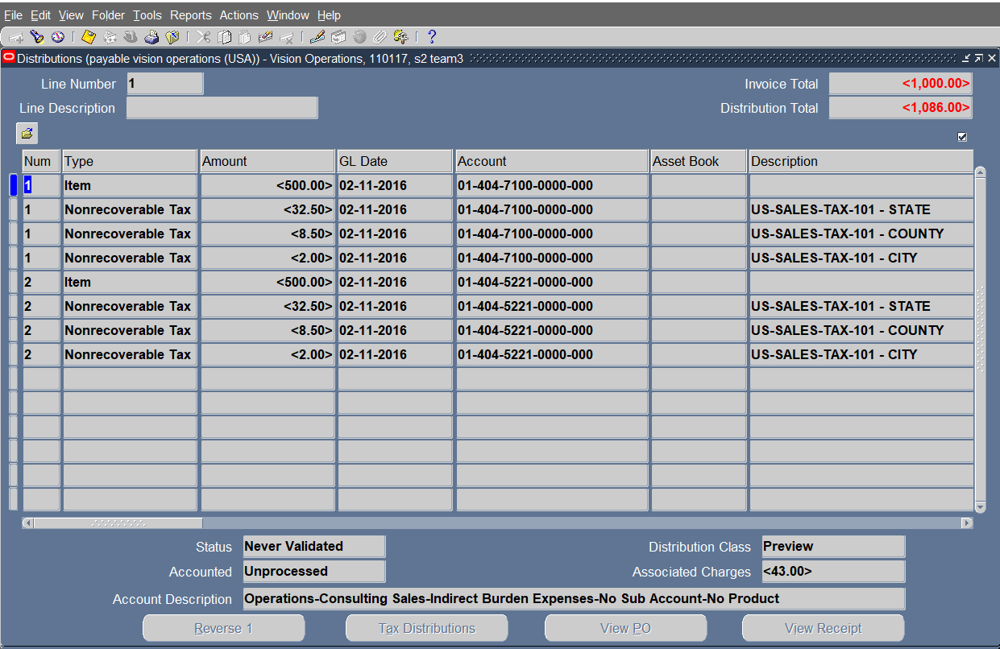 File Edit View Folder Tools Reports Actions Window Help
Distributions (payable vision operations (USA)) - Vision Operations, 110117, s2 team3
Line Number 1 Invoice Total <1,000.00>
Line Description Distribution Total <1,086.00>
Num Type Amount GL Date Account Asset Book Description
1 Item <500.00> 02-11-2016 01-404-7100-0000-000
1 Nonrecoverable Tax <32.50> 02-11-2016 01-404-7100-0000-000 US-SALES-TAX-101 - STATE
1 Nonrecoverable Tax <8.50> 02-11-2016 01-404-7100-0000-000 US-SALES-TAX-101 - COUNTY
1 Nonrecoverable Tax <2.00> 02-11-2016 01-404-7100-0000-000 US-SALES-TAX-101 - CITY
2 Item <500.00> 02-11-2016 01-404-5221-0000-000
2 Nonrecoverable Tax <32.50> 02-11-2016 01-404-5221-0000-000 US-SALES-TAX-101 - STATE
2 Nonrecoverable Tax <8.50> 02-11-2016 01-404-5221-0000-000 US-SALES-TAX-101 - COUNTY
2 Nonrecoverable Tax <2.00> 02-11-2016 01-404-5221-0000-000 US-SALES-TAX-101 - CITY
Status Never Validated Distribution Class Preview
Accounted Unprocessed Associated Charges <43.00>
Account Description Operations-Consulting Sales-Indirect Burden Expenses-No Sub Account-No Product
Reverse 1 Tax Distributions View PO View Receipt